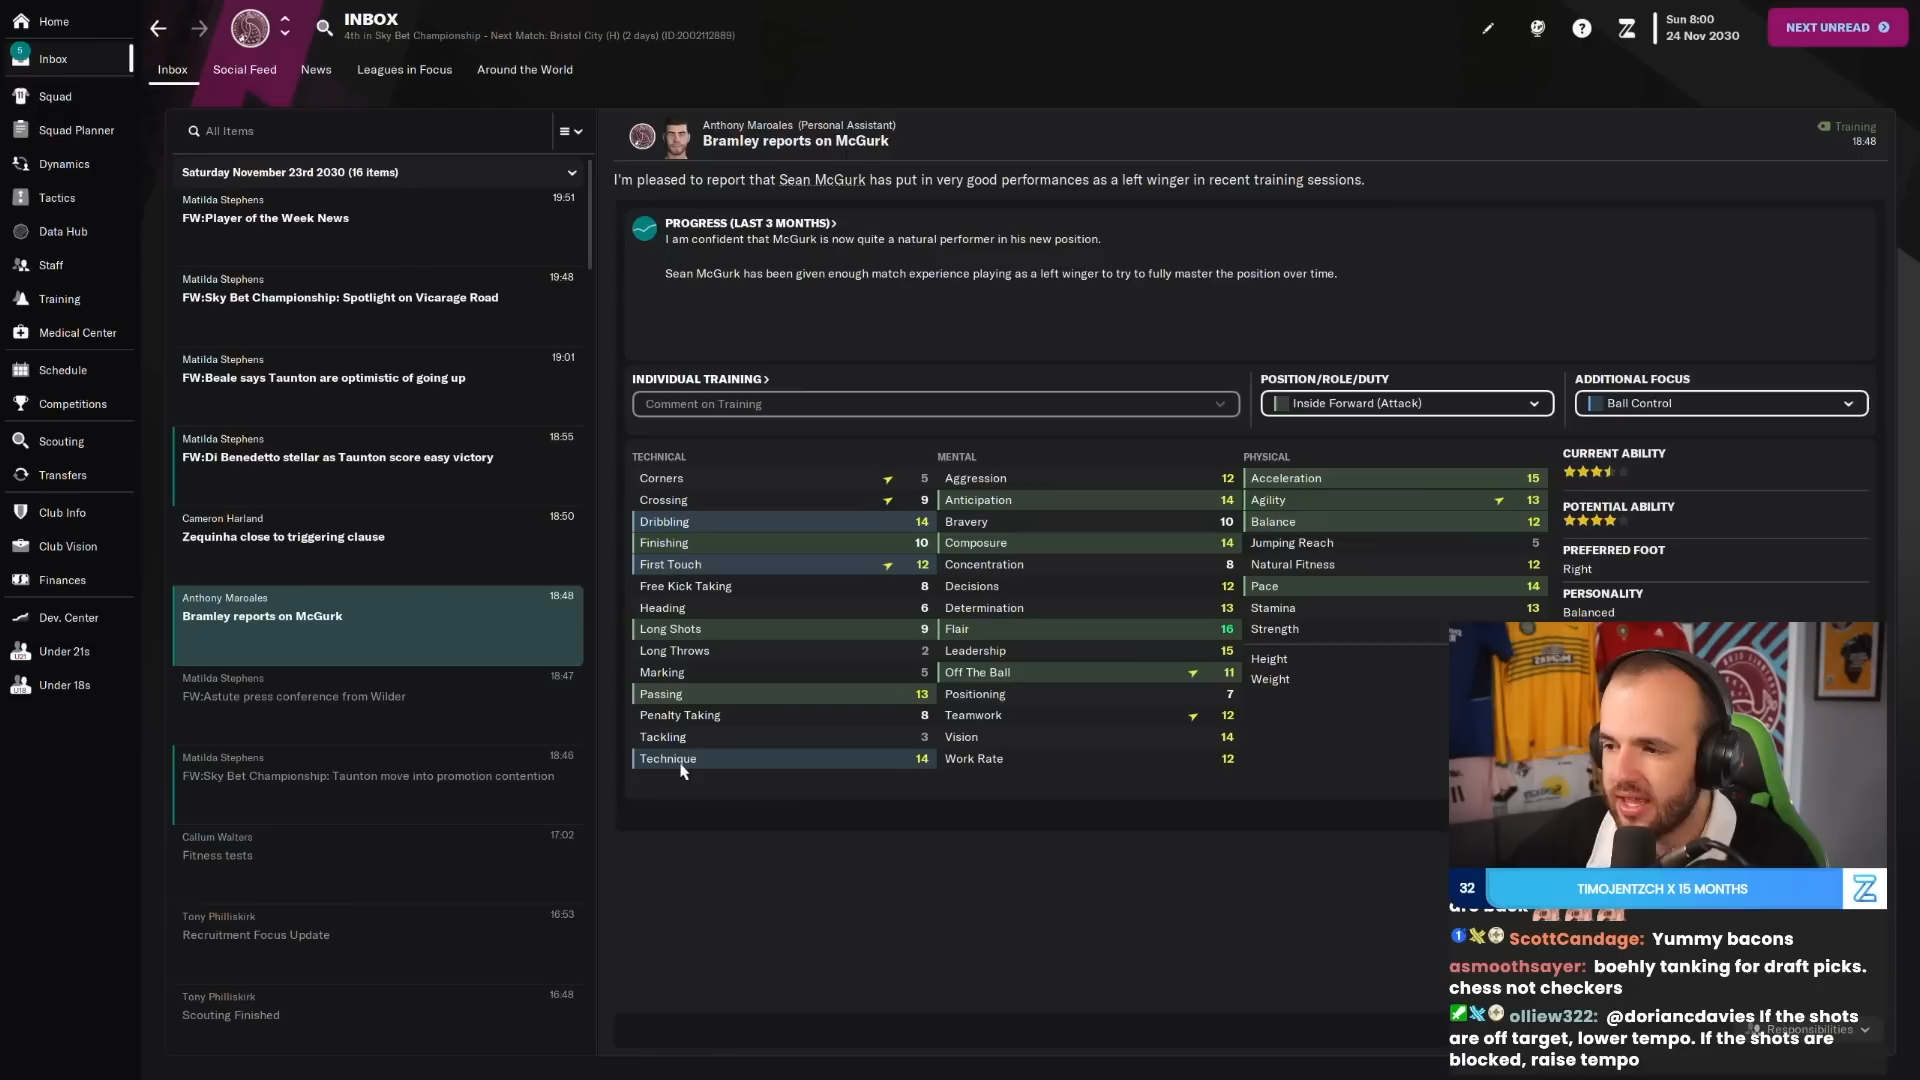 Home
5
Inbox
Squad
Squad Planner
Dynamics
Tactics
Data Hub
Staff
Training
Medical Center
Schedule
Competitions
Scouting
Transfers
Club Info
Club Vision
Finances
Dev. Center
Under 21s
Under 18s
INBOX
4th in Sky Bet Championship - Next Match: Bristol City (H) (2 days) (ID:2002112889)
Sun 8:00
24 Nov 2030
NEXT UNREAD
Inbox
Social Feed
News
Leagues in Focus
Around the World
All Items
Saturday November 23rd 2030 (16 items)
Matilda Stephens 19:51
FW:Player of the Week News
Matilda Stephens 19:48
FW:Sky Bet Championship: Spotlight on Vicarage Road
Matilda Stephens 19:01
FW:Beale says Taunton are optimistic of going up
Matilda Stephens 18:55
FW:Di Benedetto stellar as Taunton score easy victory
Cameron Harland 18:50
Zequinha close to triggering clause
Anthony Maroales 18:48
Bramley reports on McGurk
Matilda Stephens 18:47
FW:Astute press conference from Wilder
Matilda Stephens 18:46
FW:Sky Bet Championship: Taunton move into promotion contention
Callum Walters 17:02
Fitness tests
Tony Philliskirk 16:53
Recruitment Focus Update
Tony Philliskirk 16:48
Scouting Finished
Anthony Maroales (Personal Assistant)
Bramley reports on McGurk
Training
18:48
I'm pleased to report that Sean McGurk has put in very good performances as a left winger in recent training sessions.
PROGRESS (LAST 3 MONTHS)>
I am confident that McGurk is now quite a natural performer in his new position.
Sean McGurk has been given enough match experience playing as a left winger to try to fully master the position over time.
INDIVIDUAL TRAINING>
Comment on Training
POSITION/ROLE/DUTY
Inside Forward (Attack)
ADDITIONAL FOCUS
Ball Control
TECHNICAL
Corners 5
Crossing 9
Dribbling 14
Finishing 10
First Touch 12
Free Kick Taking 8
Heading 6
Long Shots 9
Long Throws 2
Marking 5
Passing 13
Penalty Taking 8
Tackling 3
Technique 14
MENTAL
Aggression 12
Anticipation 14
Bravery 10
Composure 14
Concentration 8
Decisions 12
Determination 13
Flair 16
Leadership 15
Off The Ball 11
Positioning 7
Teamwork 12
Vision 14
Work Rate 12
PHYSICAL
Acceleration 15
Agility 13
Balance 12
Jumping Reach 5
Natural Fitness 12
Pace 14
Stamina 13
Strength
Height
Weight
CURRENT ABILITY
POTENTIAL ABILITY
PREFERRED FOOT
Right
PERSONALITY
Balanced
32
TIMOJENTZCH X 15 MONTHS
are back
ScottCandage: Yummy bacons
asmoothsayer: boehly tanking for draft picks.
chess not checkers
olliew322: @doriancdavies If the shots
are off target, lower tempo. If the shots are
blocked, raise tempo
Responsibilities